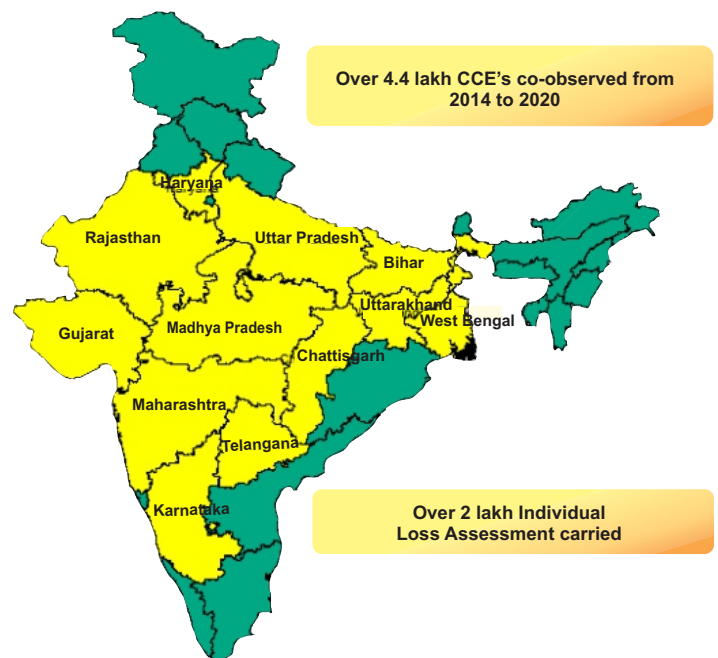 Over 4.4 lakh CCE's co-observed from
2014 to 2020
Haryana
Rajasthan
Uttar Pradesh
Bihar
Uttarakhand
West Bengal
Gujarat
Madhya Pradesh
Chattisgarh
Maharashtra
Telangana
Karnataka
Over 2 lakh Individual
Loss Assessment carried